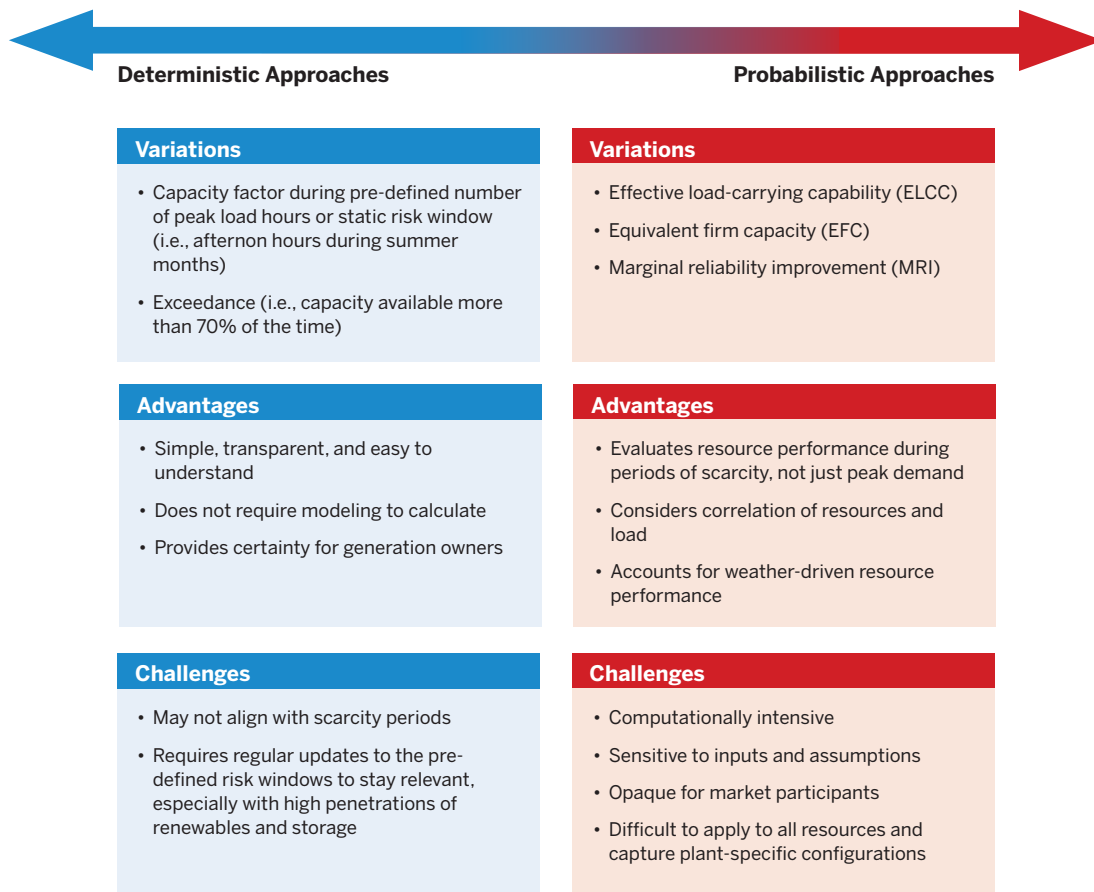 Deterministic Approaches
Probabilistic Approaches
Variations
• Capacity factor during pre-defined number
of peak load hours or static risk window
(i.e., afternon hours during summer
months)
• Exceedance (i.e., capacity available more
than 70% of the time)
Variations
• Effective load-carrying capability (ELCC)
• Equivalent firm capacity (EFC)
• Marginal reliability improvement (MRI)
Advantages
• Simple, transparent, and easy to
understand
• Does not require modeling to calculate
• Provides certainty for generation owners
Advantages
• Evaluates resource performance during
periods of scarcity, not just peak demand
• Considers correlation of resources and
load
• Accounts for weather-driven resource
performance
Challenges
• May not align with scarcity periods
• Requires regular updates to the pre-
defined risk windows to stay relevant,
especially with high penetrations of
renewables and storage
Challenges
• Computationally intensive
• Sensitive to inputs and assumptions
• Opaque for market participants
• Difficult to apply to all resources and
capture plant-specific configurations